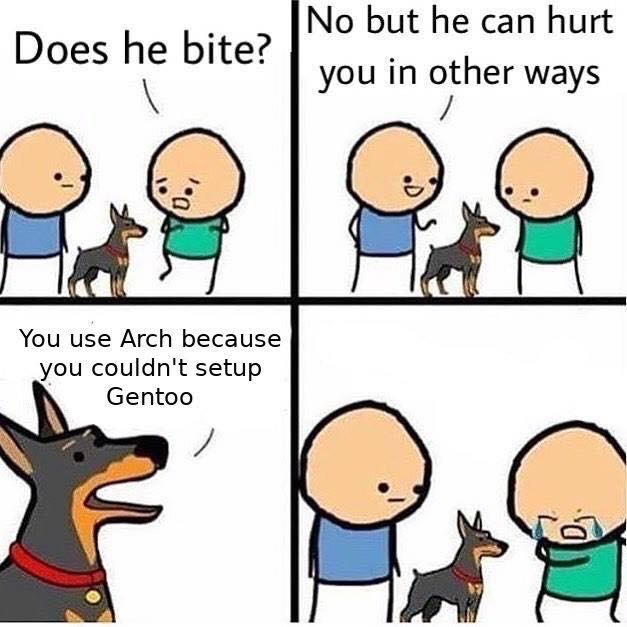 Does he bite?
No but he can hurt
you in other ways
You use Arch because
you couldn't setup
Gentoo